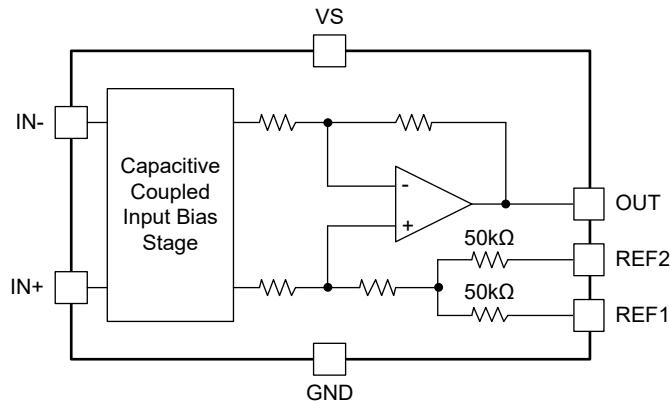 VS
IN-
Capacitive
Coupled
Input Bias
Stage
-
+
OUT
50kΩ
REF2
IN+
50kΩ
REF1
GND